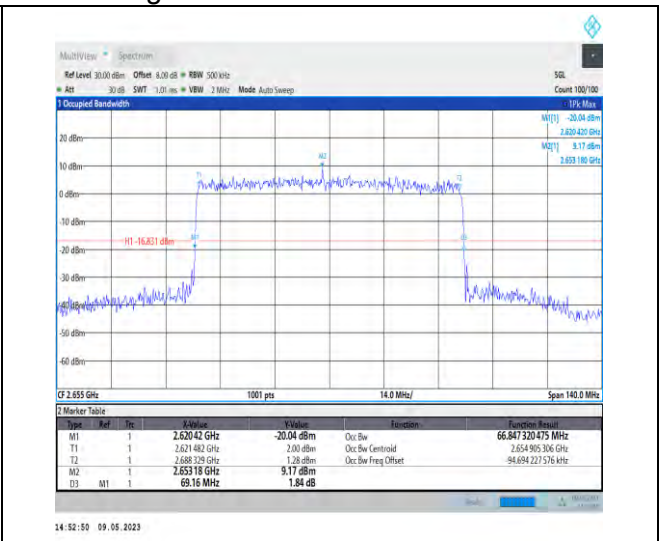 MultiView Spectrum
Ref Level 30.00 dBm Offset 8.00 dB RBW 500 kHz SGL
Att 30 dB SWT 1.01 ms VBW 2 MHz Mode Auto Sweep Count 100/100
1 Occupied Bandwidth 1Pk Max
M1[1] -20.04 dBm
2.620 420 GHz
M2[1] 9.17 dBm
2.653 180 GHz
20 dBm
M2
10 dBm
T1 T2
0 dBm
-10 dBm
H1 -16.831 dBm
-20 dBm
-30 dBm
-40 dBm
-50 dBm
-60 dBm
CF 2.655 GHz 1001 pts 14.0 MHz/ Span 140.0 MHz
2 Marker Table
Type Ref Trc X-Value Y-Value Function Function Result
M1 1 2.62042 GHz -20.04 dBm Occ Bw 66.847 320 475 MHz
T1 1 2.621 482 GHz 2.00 dBm Occ Bw Centroid 2.654 905 306 GHz
T2 1 2.688 329 GHz 1.28 dBm Occ Bw Freq Offset -94.694 227 576 kHz
M2 1 2.653 18 GHz 9.17 dBm
D3 M1 1 69.16 MHz 1.84 dB
14:52:50 09.05.2023